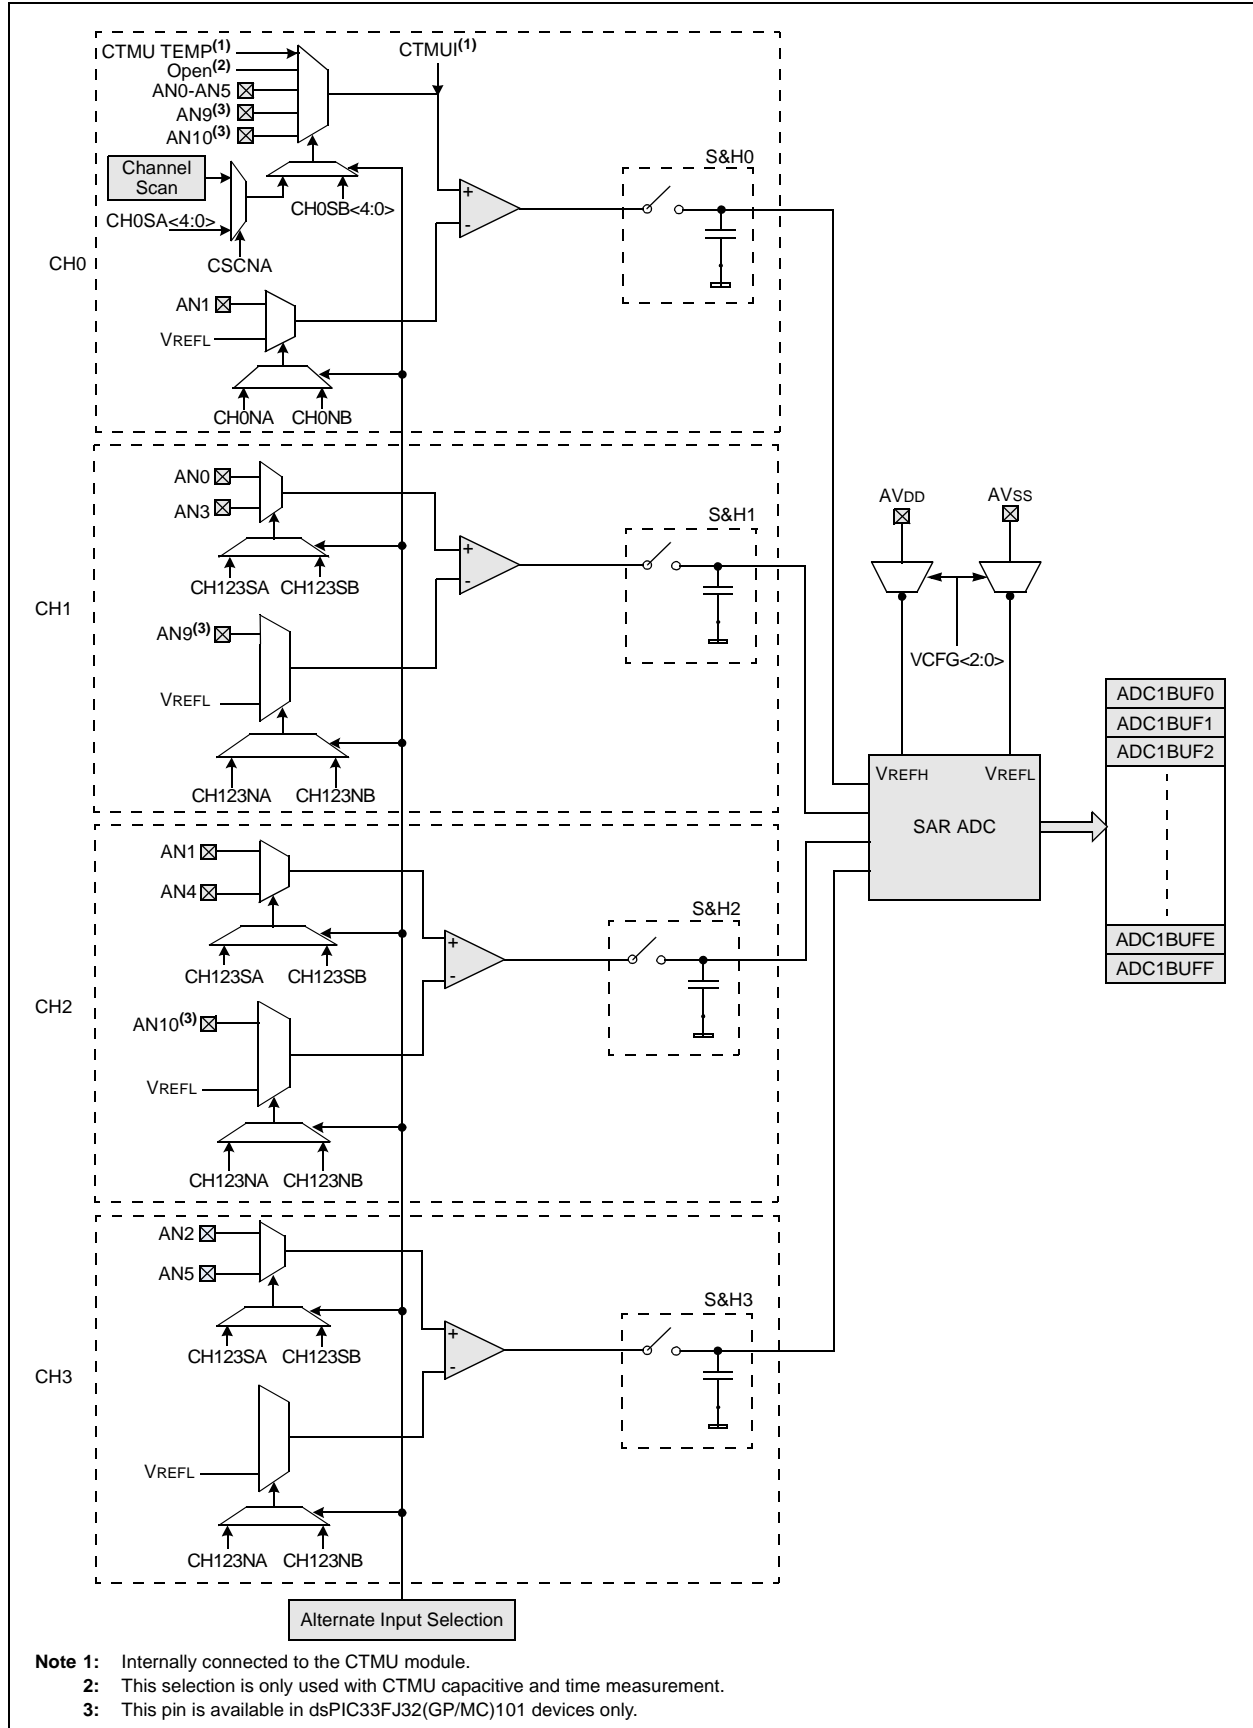 CTMU TEMP(1)
Open(2)
AN0-AN5
AN9(3)
AN10(3)
CTMUI(1)
Channel
Scan
CH0SA<4:0>
CH0SB<4:0>
CSCNA
+
-
S&H0
CH0
AN1
VREFL
CH0NA CH0NB
AN0
AN3
CH123SA CH123SB
+
-
S&H1
CH1
AN9(3)
VREFL
CH123NA CH123NB
AVDD AVSS
VCFG<2:0>
VREFH VREFL
SAR ADC
ADC1BUF0
ADC1BUF1
ADC1BUF2
ADC1BUFE
ADC1BUFF
AN1
AN4
CH123SA CH123SB
+
-
S&H2
CH2
AN10(3)
VREFL
CH123NA CH123NB
AN2
AN5
CH123SA CH123SB
+
-
S&H3
CH3
VREFL
CH123NA CH123NB
Alternate Input Selection
Note 1: Internally connected to the CTMU module.
2: This selection is only used with CTMU capacitive and time measurement.
3: This pin is available in dsPIC33FJ32(GP/MC)101 devices only.